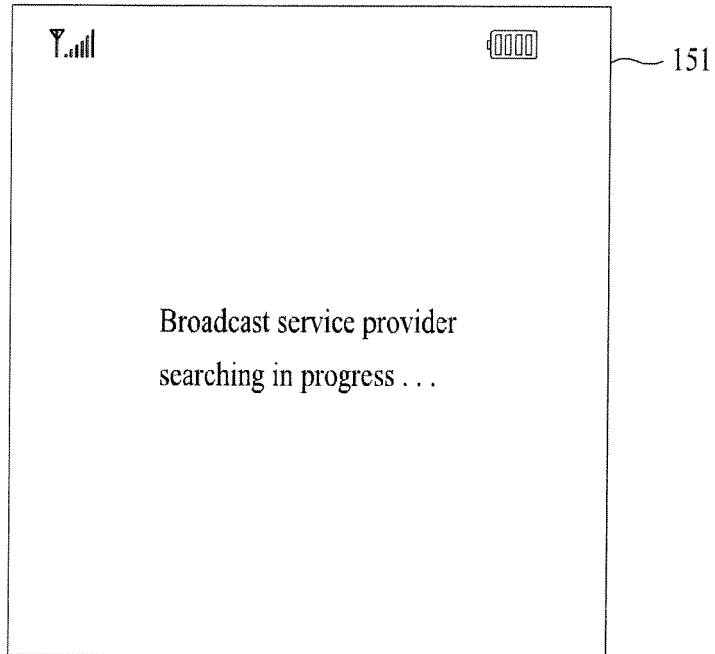 151
Broadcast service provider
searching in progress . . .